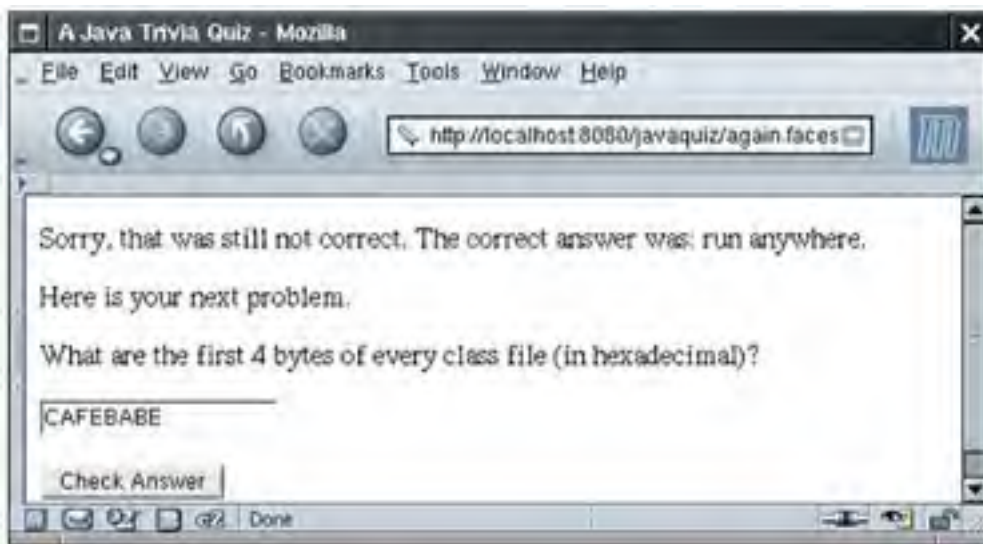 A Java Trivia Quiz - Mozilla
File Edit View Go Bookmarks Tools Window Help
http://localhost:8080/javaquiz/again.faces
Sorry, that was still not correct. The correct answer was: run anywhere.
Here is your next problem.
What are the first 4 bytes of every class file (in hexadecimal)?
CAFEBABE
Check Answer
Done